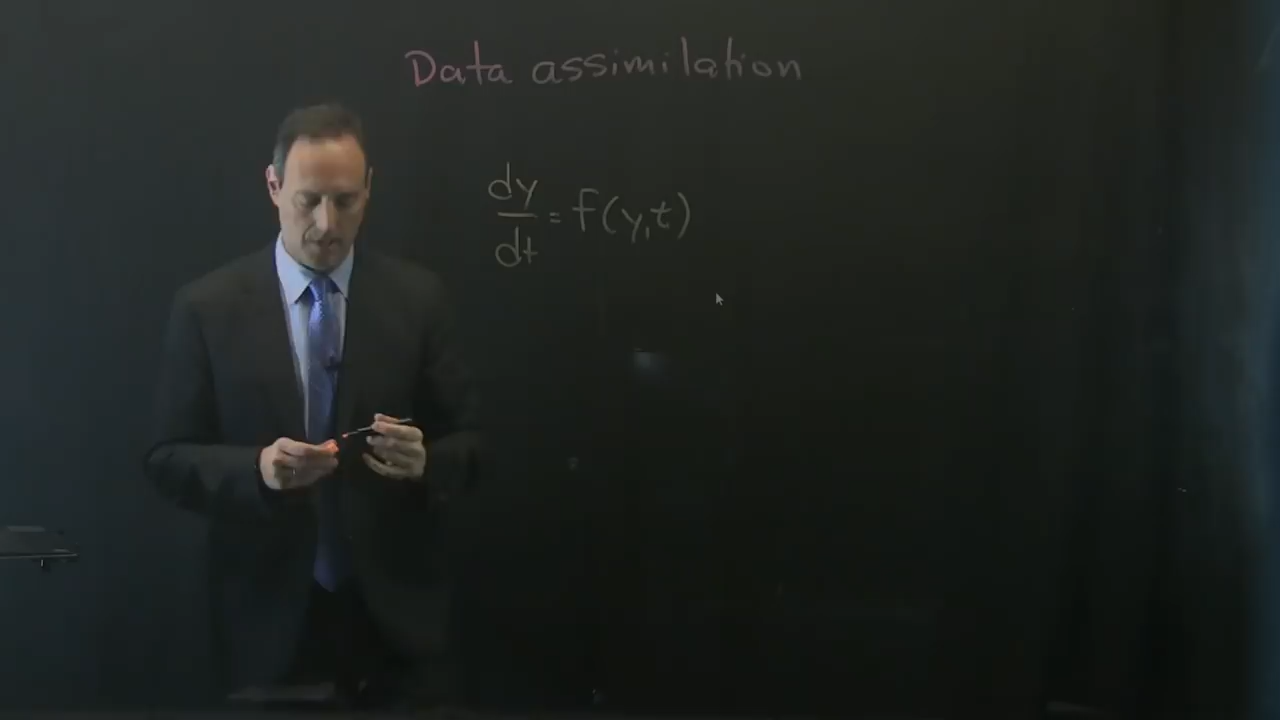 Data assimilation
dy/dt = f(y,t)